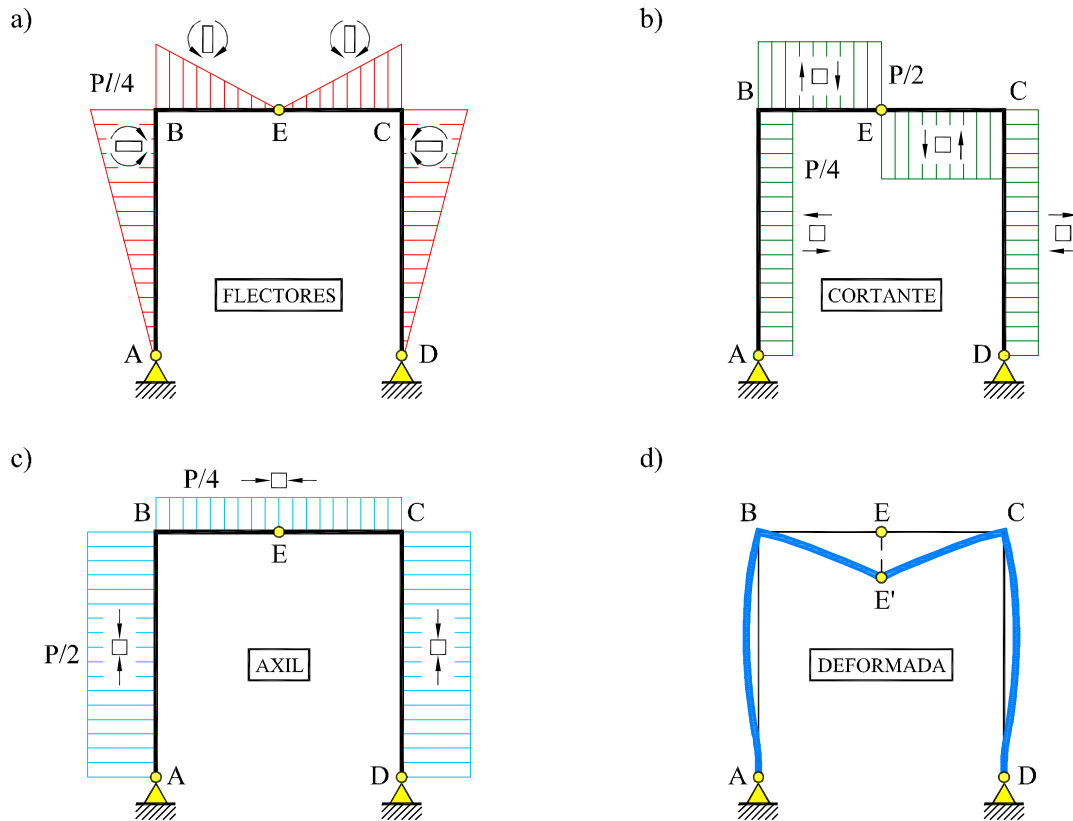 a)
Pl/4
B
E
C
A
D
FLECTORES
b)
B
P/2
C
E
P/4
CORTANTE
A
D
c)
P/4
B
C
E
P/2
AXIL
A
D
d)
B
E
C
E'
DEFORMADA
A
D